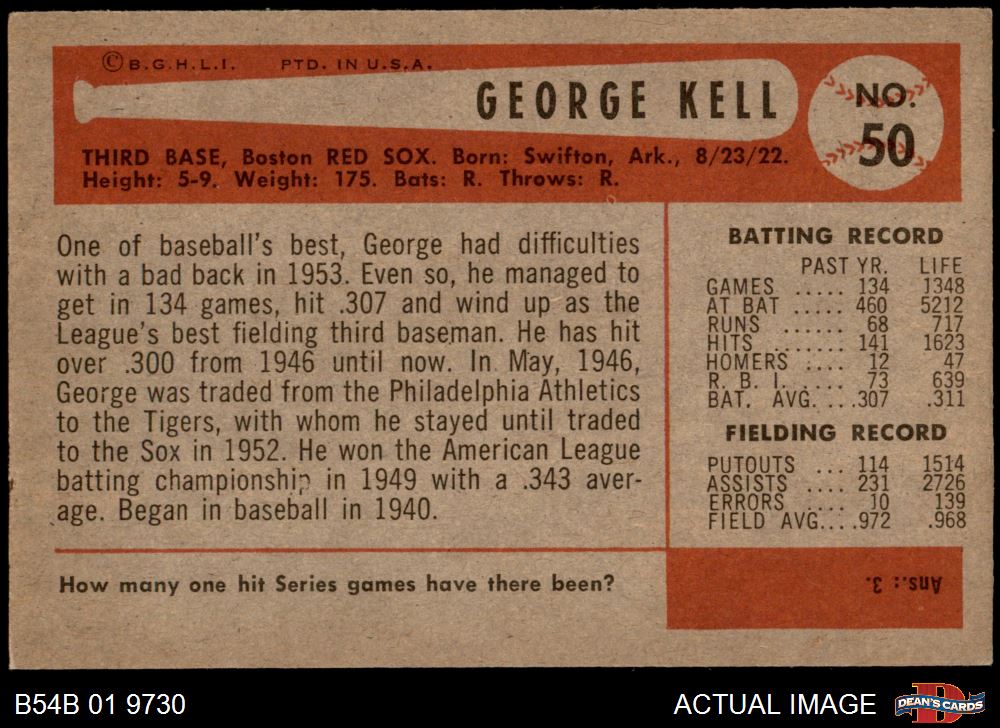 © B.G.H.L.I. PTD. IN U.S.A.
GEORGE KELL
NO.
50
THIRD BASE, Boston RED SOX. Born: Swifton, Ark., 8/23/22.
Height: 5-9. Weight: 175. Bats: R. Throws: R.
One of baseball's best, George had difficulties
with a bad back in 1953. Even so, he managed to
get in 134 games, hit .307 and wind up as the
League's best fielding third baseman. He has hit
over .300 from 1946 until now. In May, 1946,
George was traded from the Philadelphia Athletics
to the Tigers, with whom he stayed until traded
to the Sox in 1952. He won the American League
batting championship in 1949 with a .343 aver-
age. Began in baseball in 1940.
BATTING RECORD
PAST YR. LIFE
GAMES ..... 134 1348
AT BAT ..... 460 5212
RUNS ...... 68 717
HITS ........ 141 1623
HOMERS .... 12 47
R. B. I. ..... 73 639
BAT. AVG. ... .307 .311
FIELDING RECORD
PUTOUTS ... 114 1514
ASSISTS .... 231 2726
ERRORS .... 10 139
FIELD AVG... .972 .968
How many one hit Series games have there been?
Ans.: 3.
B54B 01 9730
ACTUAL IMAGE
D
DEAN'S CARDS